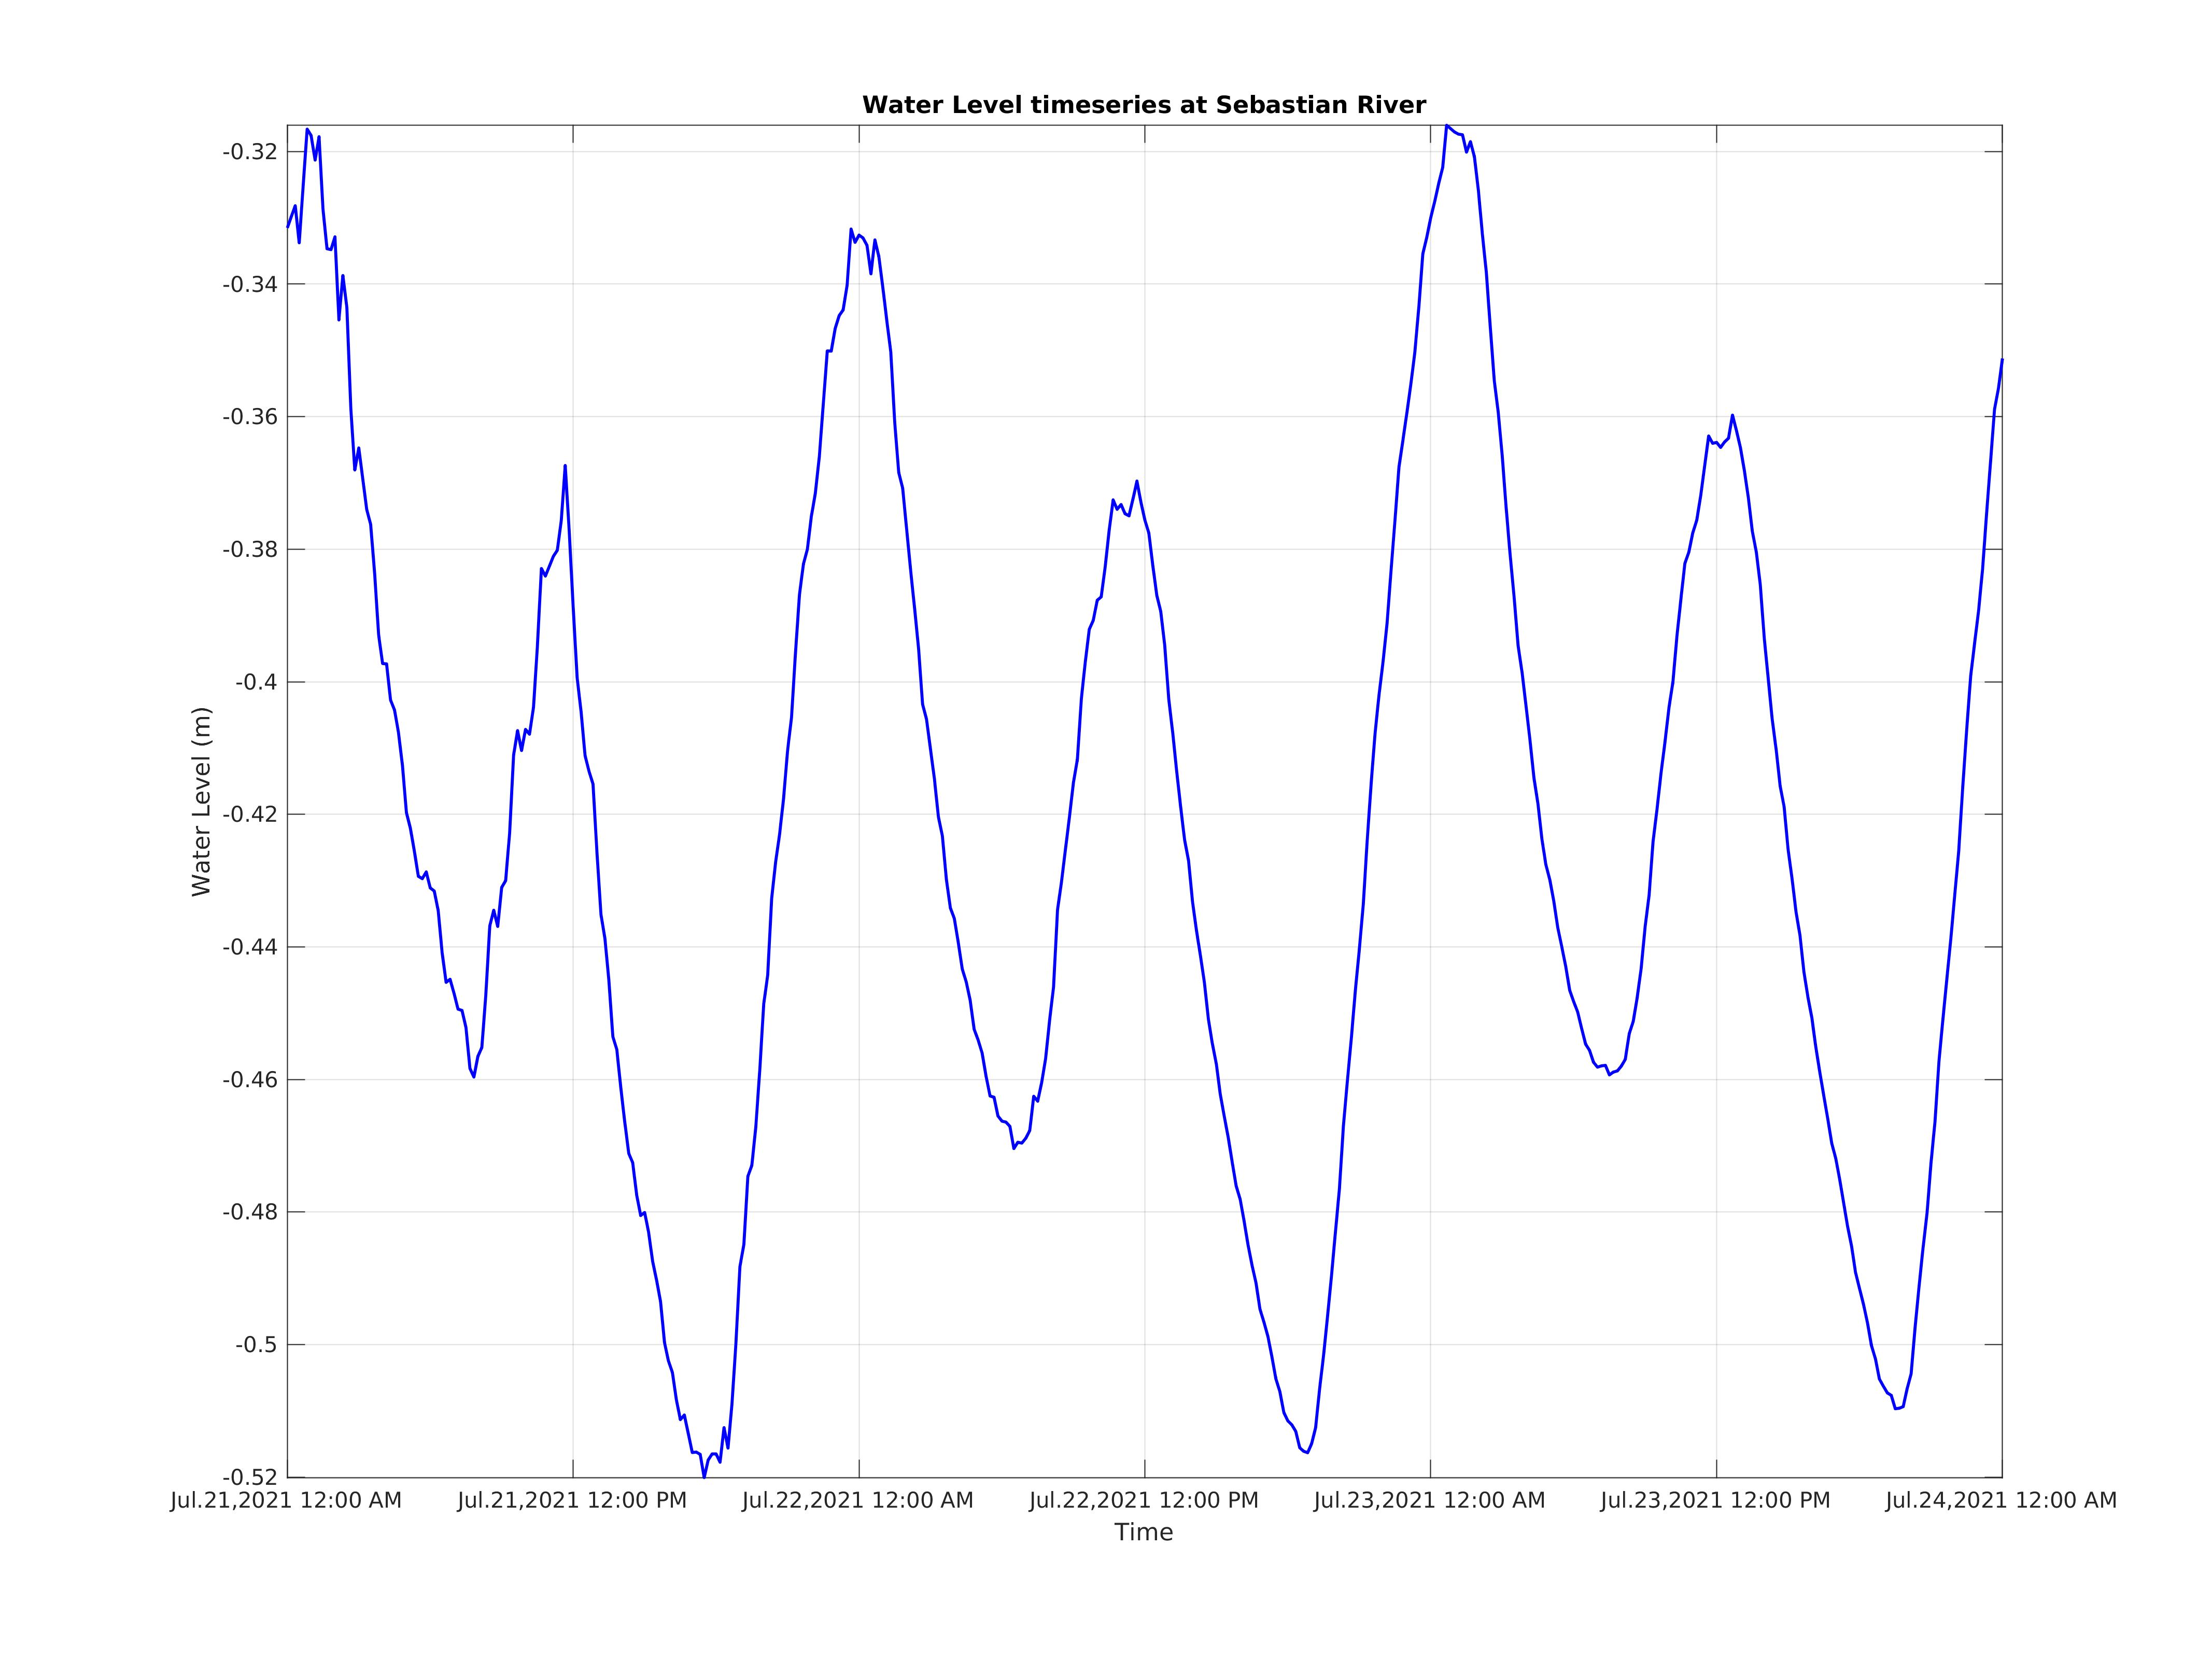 Water Level timeseries at Sebastian River
-0.32
-0.34
-0.36
-0.38
-0.4
-0.42
-0.44
-0.46
-0.48
-0.5
-0.52
Water Level (m)
Jul.21,2021 12:00 AM Jul.21,2021 12:00 PM Jul.22,2021 12:00 AM Jul.22,2021 12:00 PM Jul.23,2021 12:00 AM Jul.23,2021 12:00 PM Jul.24,2021 12:00 AM
Time